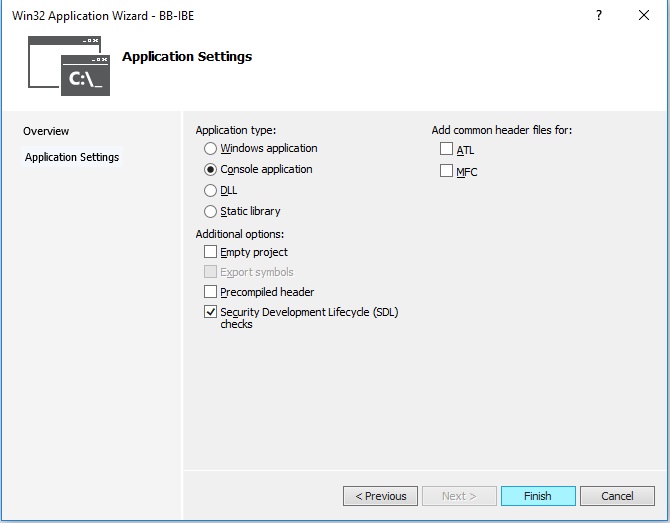 Win32 Application Wizard - BB-IBE
?
C:\_
Application Settings
Overview
Application Settings
Application type:
Windows application
Console application
DLL
Static library
Additional options:
Empty project
Export symbols
Precompiled header
Security Development Lifecycle (SDL)
checks
Add common header files for:
ATL
MFC
< Previous
Next >
Finish
Cancel